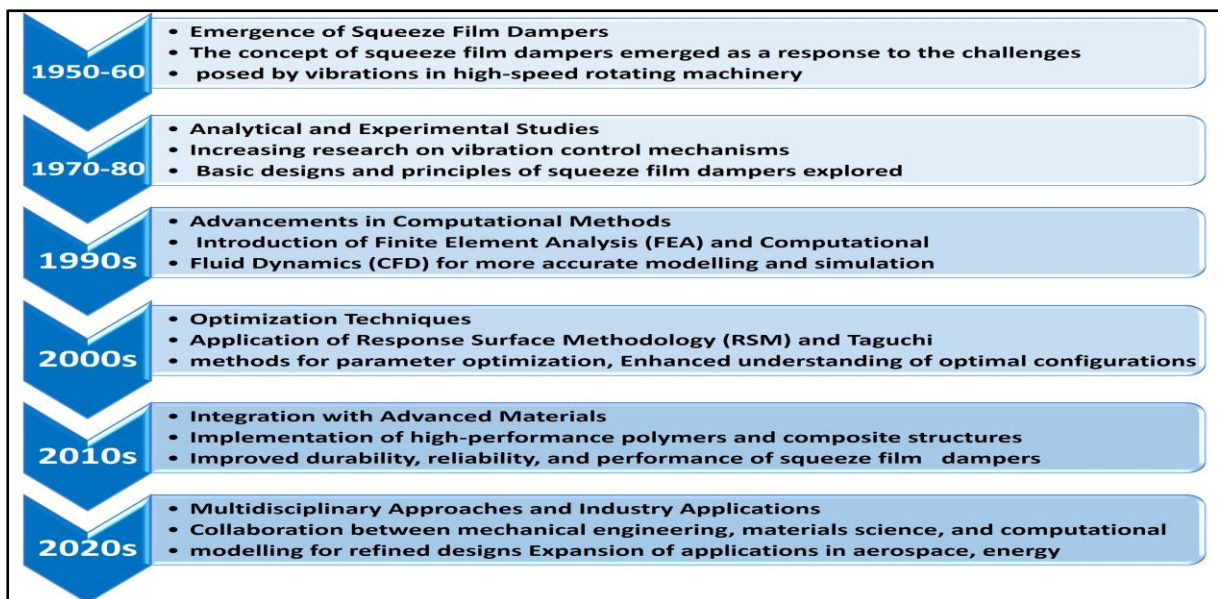 1950-60
• Emergence of Squeeze Film Dampers
• The concept of squeeze film dampers emerged as a response to the challenges
• posed by vibrations in high-speed rotating machinery
1970-80
• Analytical and Experimental Studies
• Increasing research on vibration control mechanisms
• Basic designs and principles of squeeze film dampers explored
1990s
• Advancements in Computational Methods
• Introduction of Finite Element Analysis (FEA) and Computational
• Fluid Dynamics (CFD) for more accurate modelling and simulation
2000s
• Optimization Techniques
• Application of Response Surface Methodology (RSM) and Taguchi
• methods for parameter optimization, Enhanced understanding of optimal configurations
2010s
• Integration with Advanced Materials
• Implementation of high-performance polymers and composite structures
• Improved durability, reliability, and performance of squeeze film dampers
2020s
• Multidisciplinary Approaches and Industry Applications
• Collaboration between mechanical engineering, materials science, and computational
• modelling for refined designs Expansion of applications in aerospace, energy